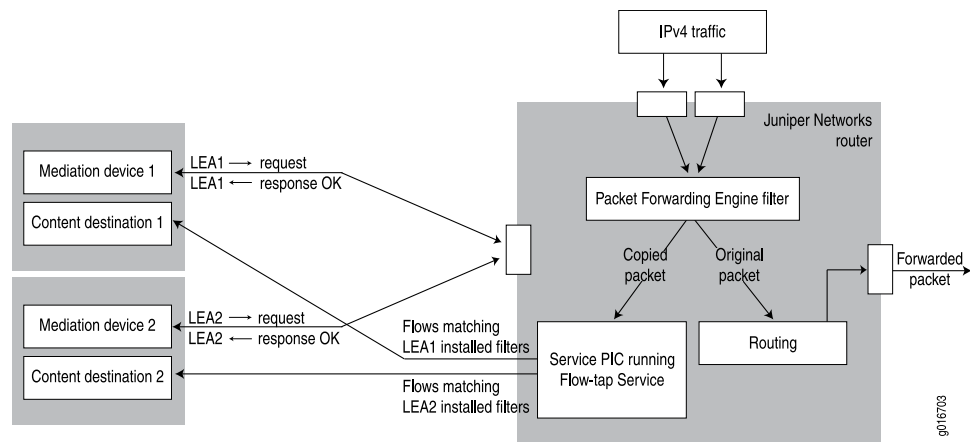 IPv4 traffic
Juniper Networks
router
Mediation device 1
LEA1 → request
LEA1 ← response OK
Content destination 1
Packet Forwarding Engine filter
Copied
packet
Original
packet
Forwarded
packet
Mediation device 2
LEA2 → request
LEA2 ← response OK
Content destination 2
Flows matching
LEA1 installed filters
Flows matching
LEA2 installed filters
Service PIC running
Flow-tap Service
Routing
g016703